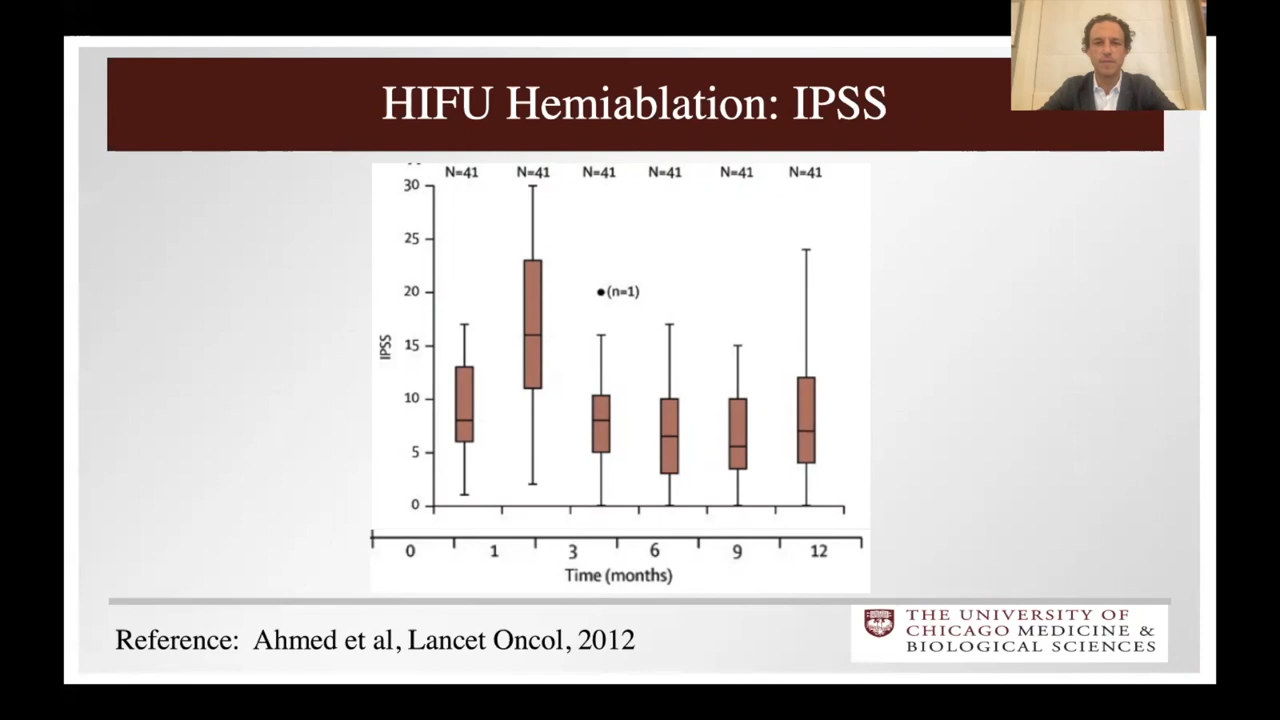 HIFU Hemiablation: IPSS
N=41 N=41 N=41 N=41 N=41 N=41
30
25
20
(n=1)
15
IPSS
10
5
0
0 1 3 6 9 12
Time (months)
Reference: Ahmed et al, Lancet Oncol, 2012
THE UNIVERSITY OF
CHICAGO MEDICINE &
BIOLOGICAL SCIENCES